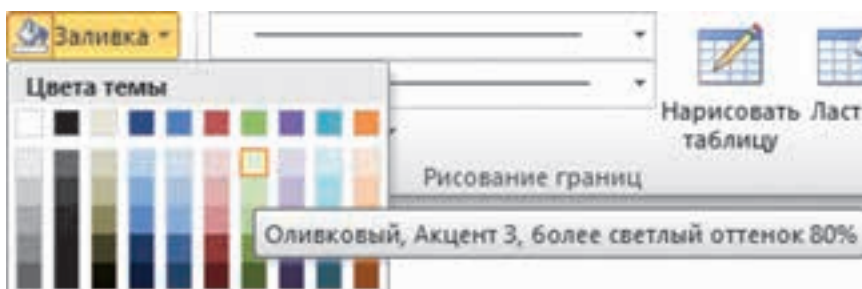 Заливка
Цвета темы
Нарисовать
таблицу
Ласт
Рисование границ
Оливковый, Акцент 3, более светлый оттенок 80%